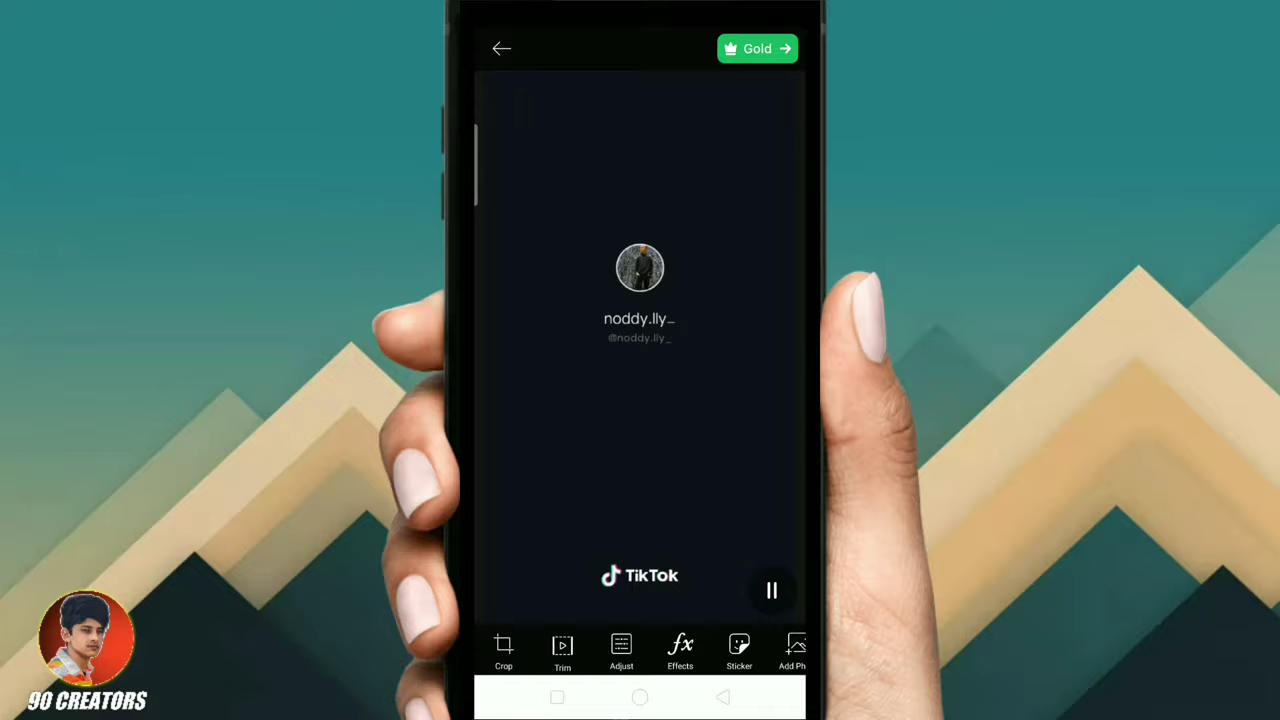 Gold
noddy.lly_
@noddy.lly_
TikTok
Crop Trim Adjust Effects Sticker Add Ph
90 CREATORS